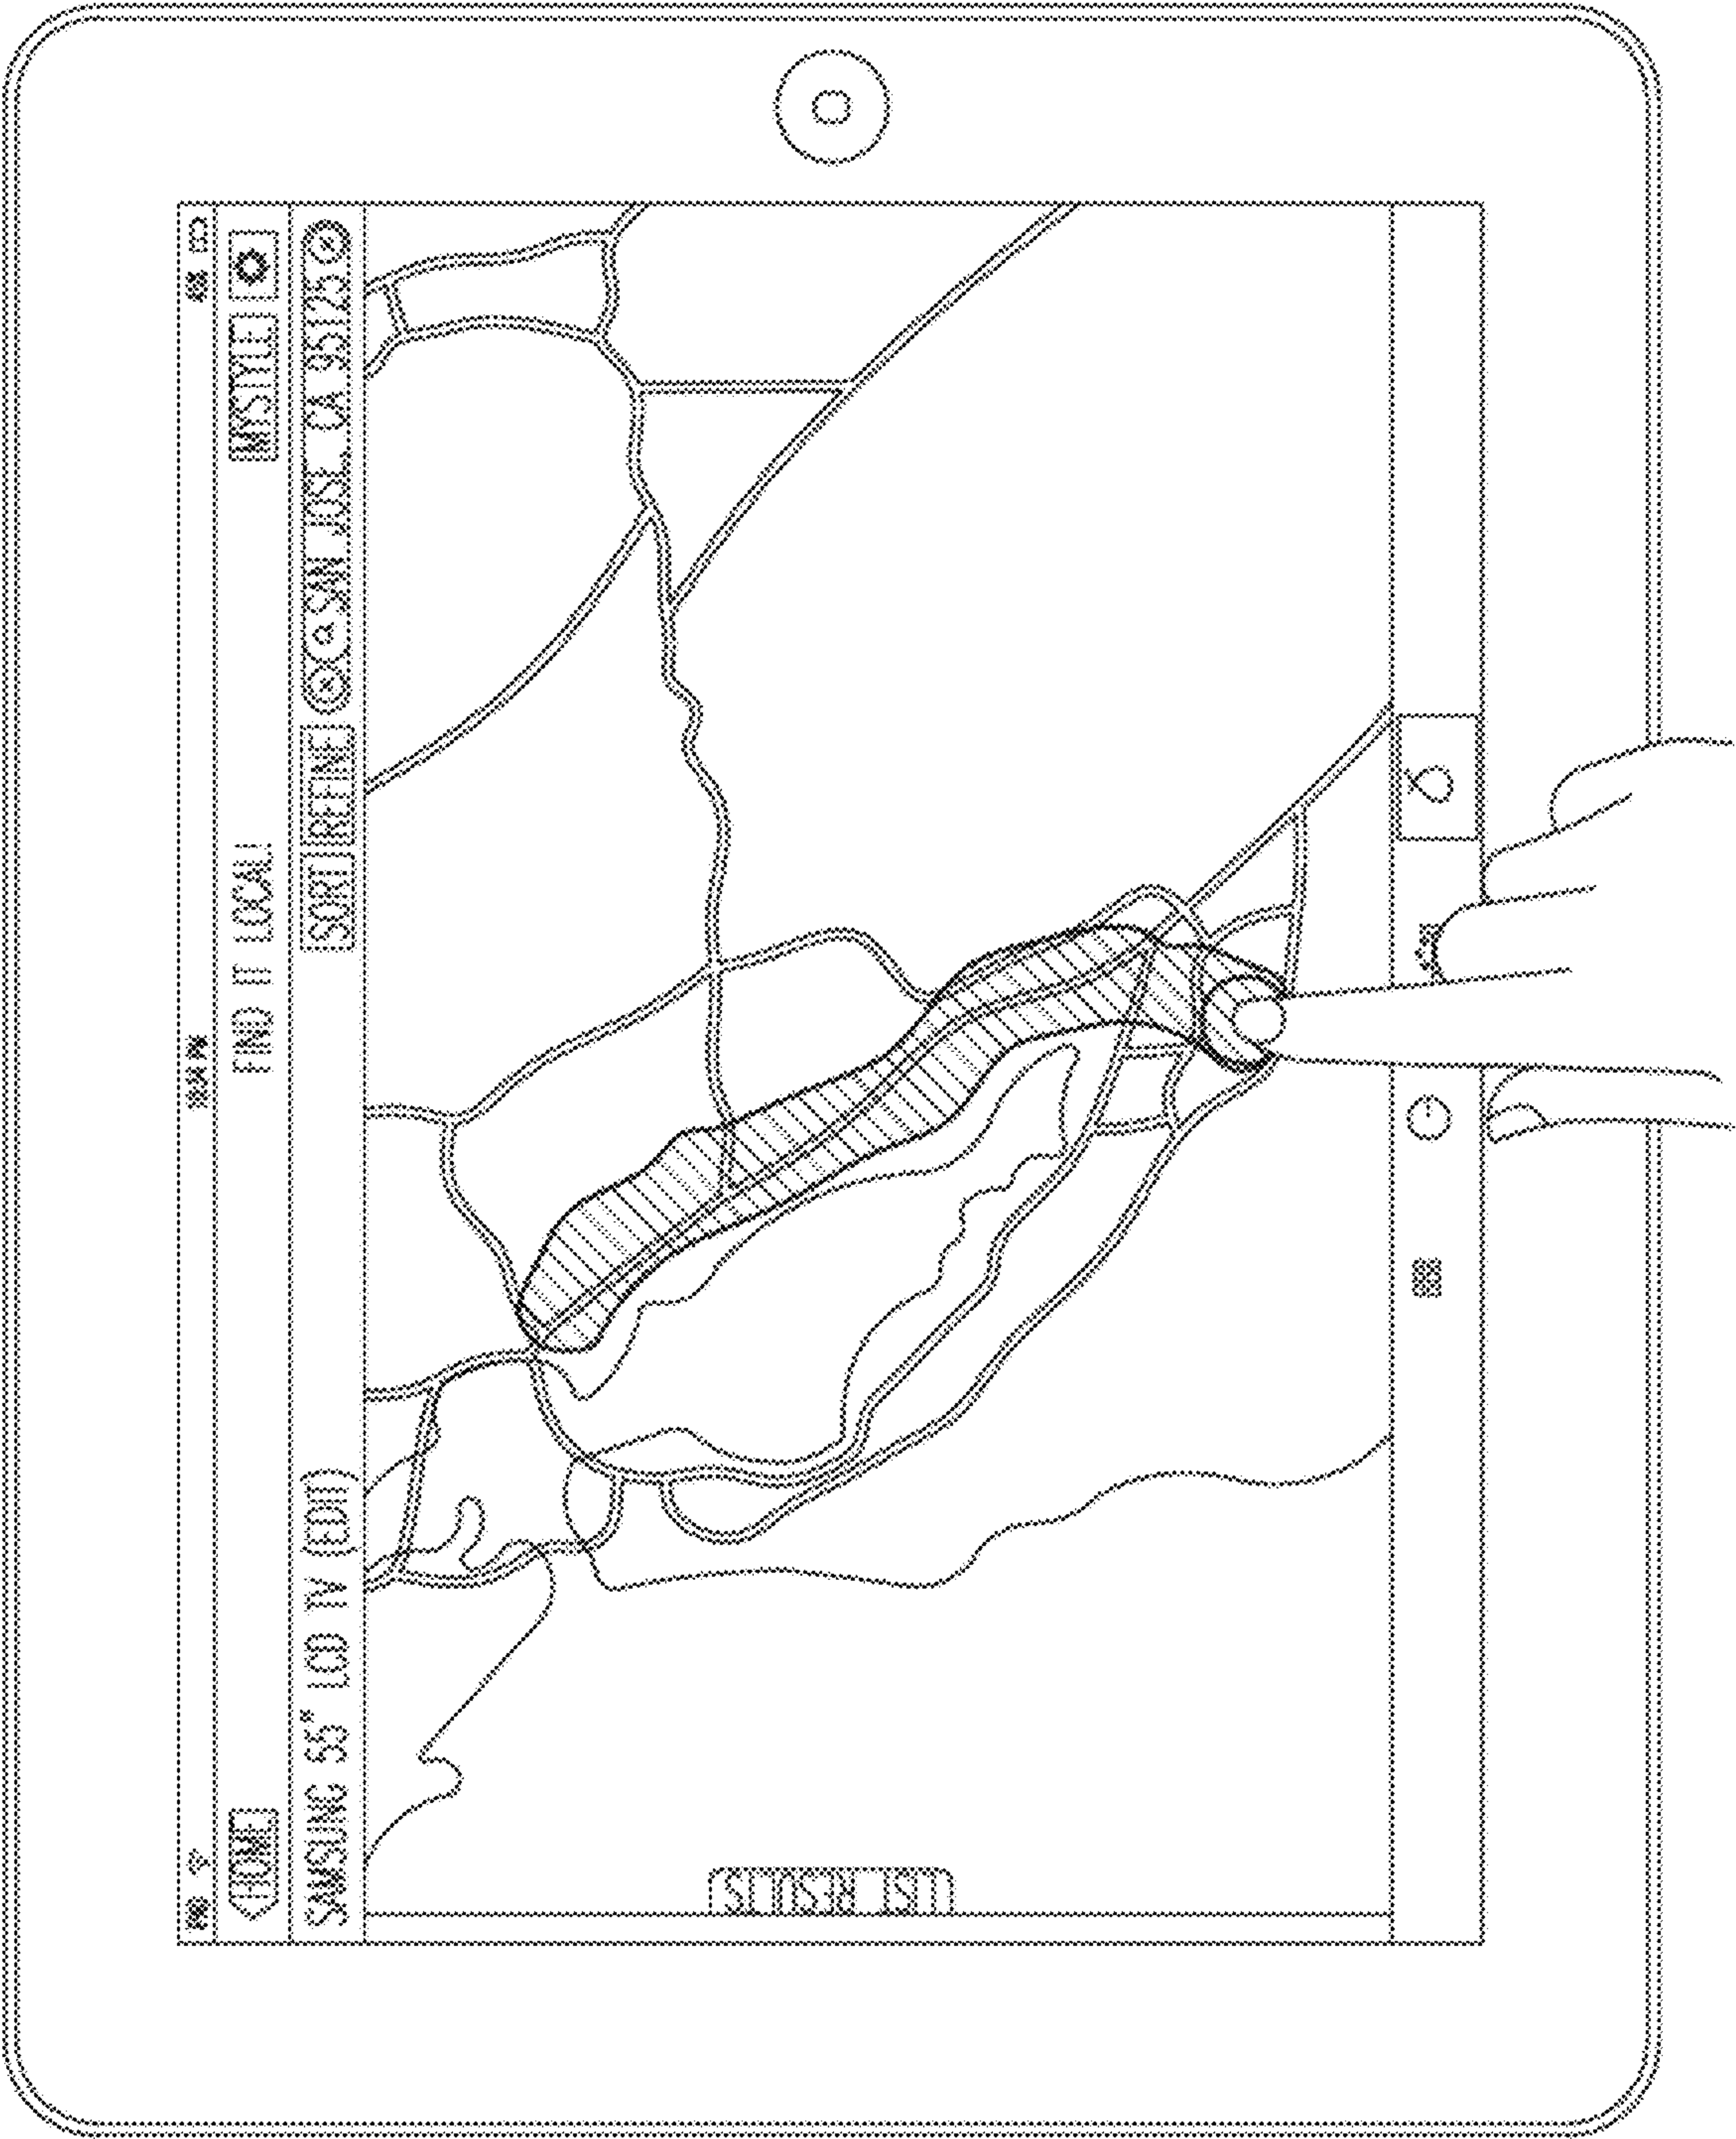 FIND IT LOCAL!
HOME
MYSTYLE
SAMSUNG 55" LCD TV (EDIT)
SORT REFINE SAN JOSE, CA 95125
LIST RESULTS